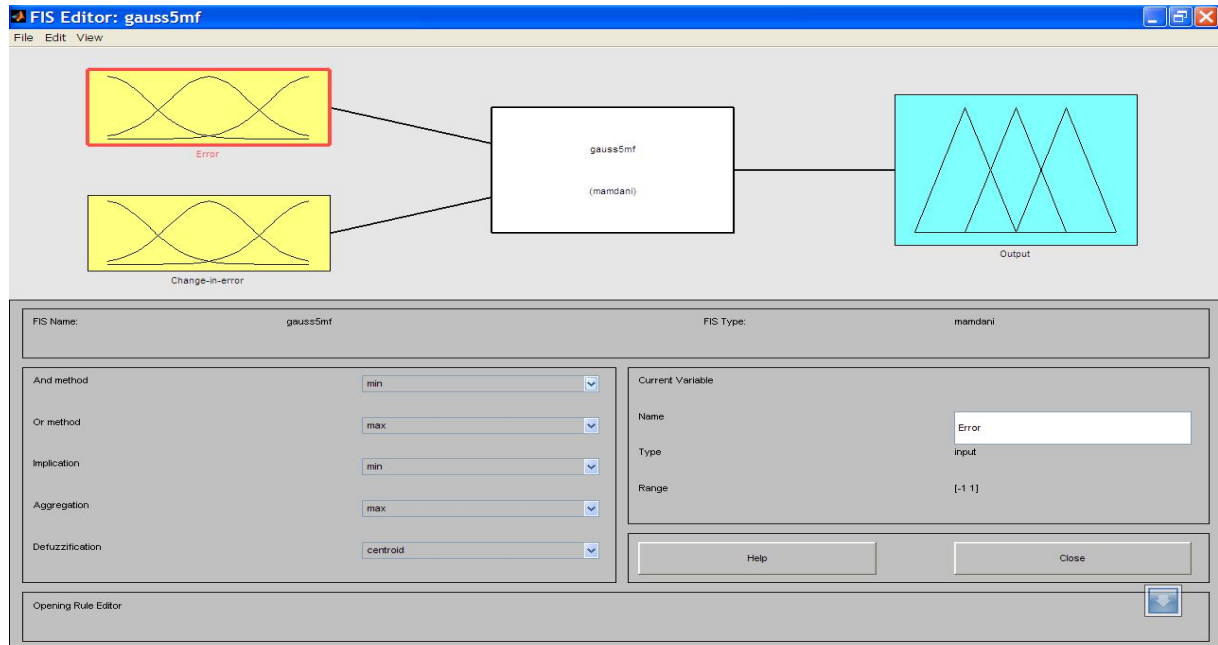 FIS Editor: gauss5mf
File Edit View
Error
Change-in-error
gauss5mf
(mamdani)
Output
FIS Name: gauss5mf FIS Type: mamdani
And method min
Or method max
Implication min
Aggregation max
Defuzzification centroid
Current Variable
Name Error
Type input
Range [-1 1]
Help Close
Opening Rule Editor